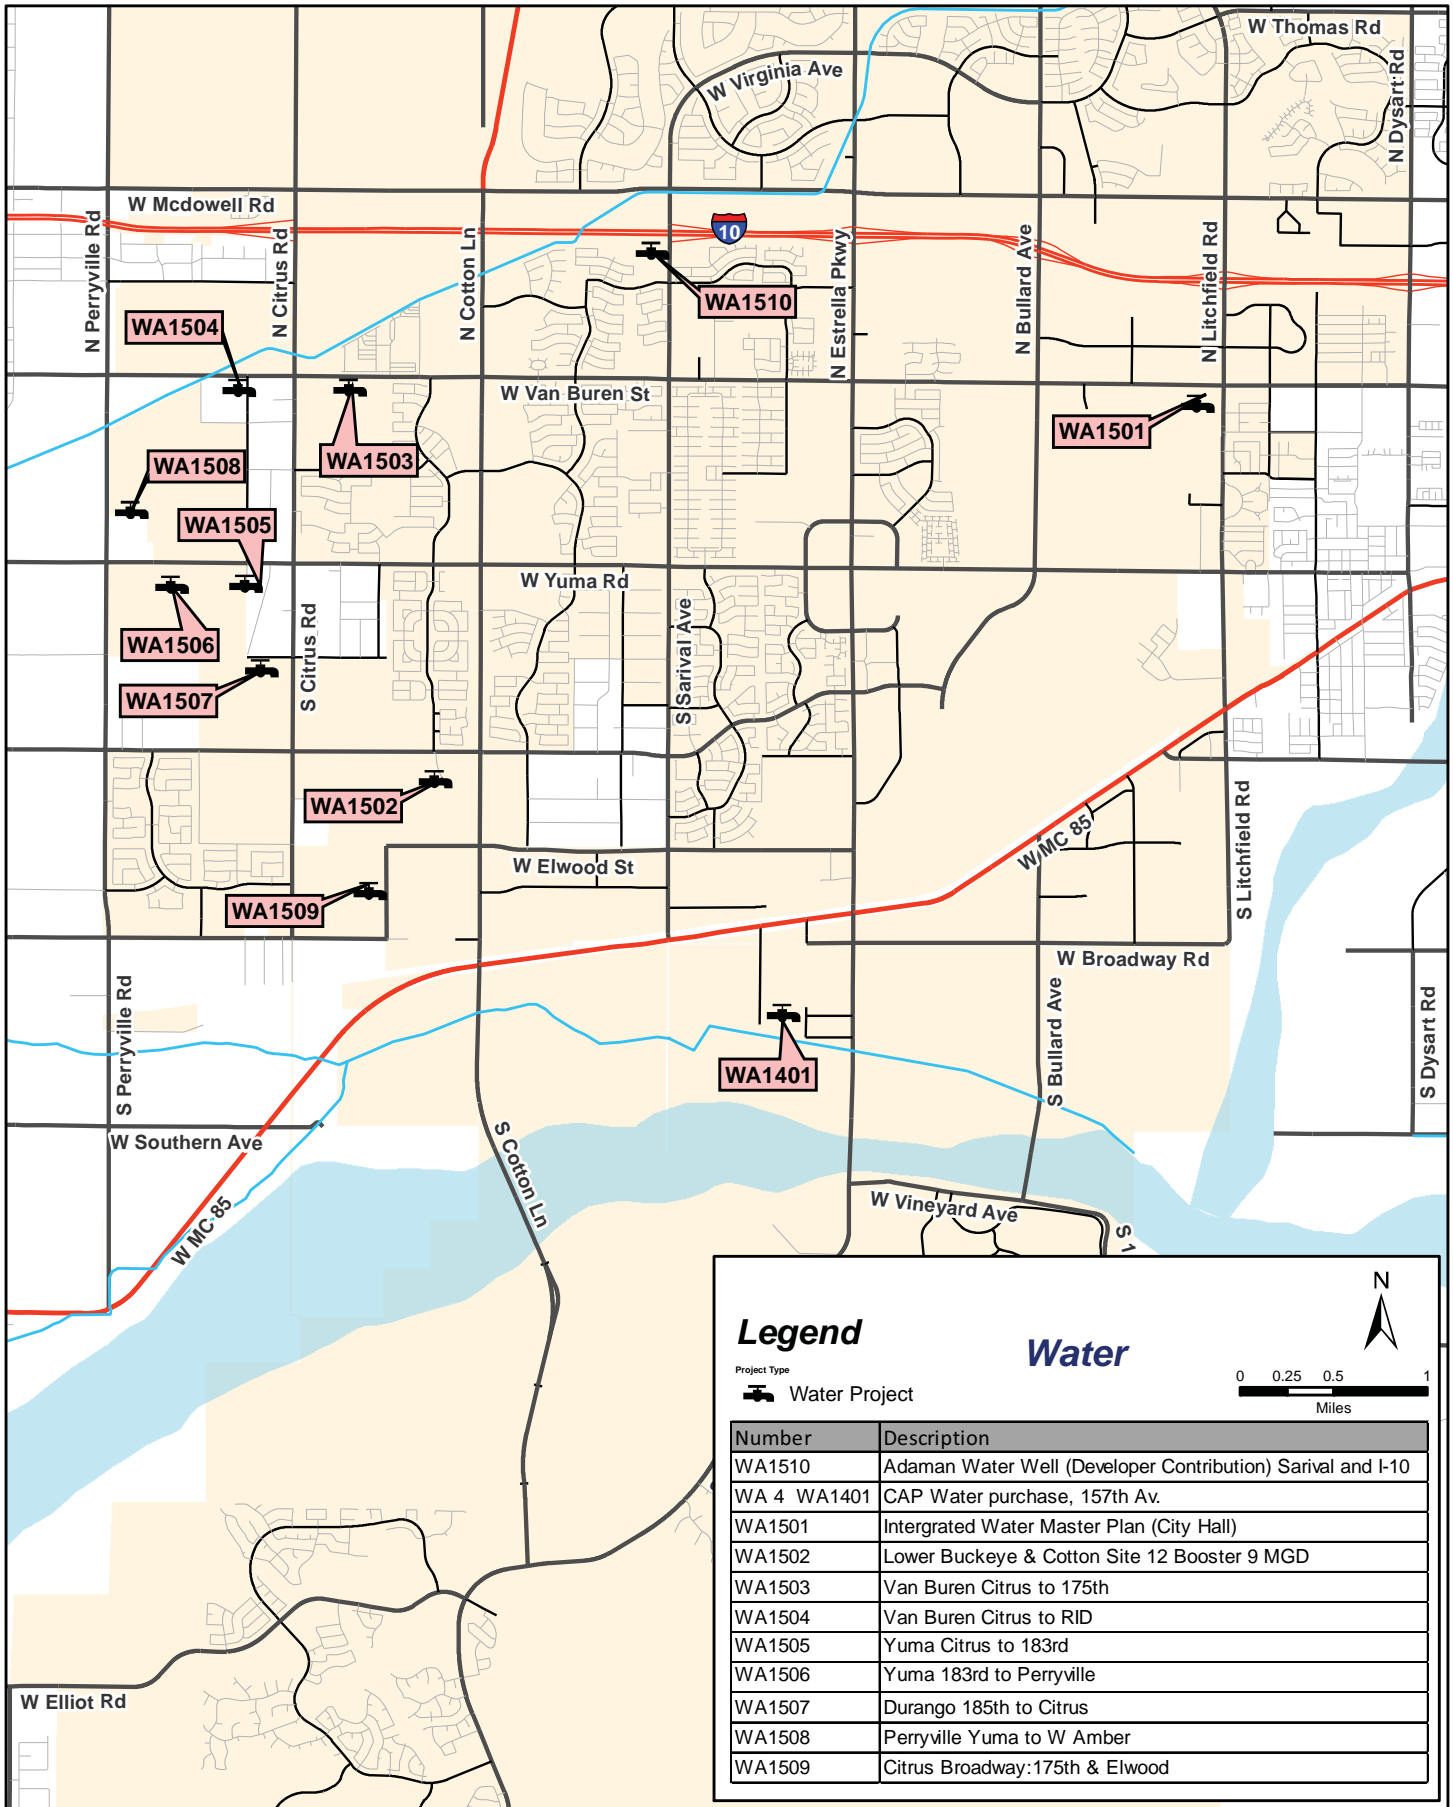 W Thomas Rd
W Virginia Ave
N Dysart Rd
W Mcdowell Rd
N Perryville Rd
N Citrus Rd
N Cotton Ln
10
WA1510
N Estrella Pkwy
N Bullard Ave
N Litchfield Rd
WA1504
W Van Buren St
WA1501
WA1503
WA1508
WA1505
W Yuma Rd
WA1506
S Citrus Rd
S Sarival Ave
WA1507
WA1502
W MC 85
S Litchfield Rd
W Elwood St
WA1509
W Broadway Rd
S Perryville Rd
S Bullard Ave
S Dysart Rd
WA1401
W Southern Ave
S Cotton Ln
W MC 85
W Vineyard Ave
S 1
W Elliot Rd
N
Legend
Water
Project Type
Water Project
0 0.25 0.5 1
Miles
Number Description
WA1510 Adaman Water Well (Developer Contribution) Sarival and I-10
WA 4 WA1401 CAP Water purchase, 157th Av.
WA1501 Intergrated Water Master Plan (City Hall)
WA1502 Lower Buckeye & Cotton Site 12 Booster 9 MGD
WA1503 Van Buren Citrus to 175th
WA1504 Van Buren Citrus to RID
WA1505 Yuma Citrus to 183rd
WA1506 Yuma 183rd to Perryville
WA1507 Durango 185th to Citrus
WA1508 Perryville Yuma to W Amber
WA1509 Citrus Broadway:175th & Elwood